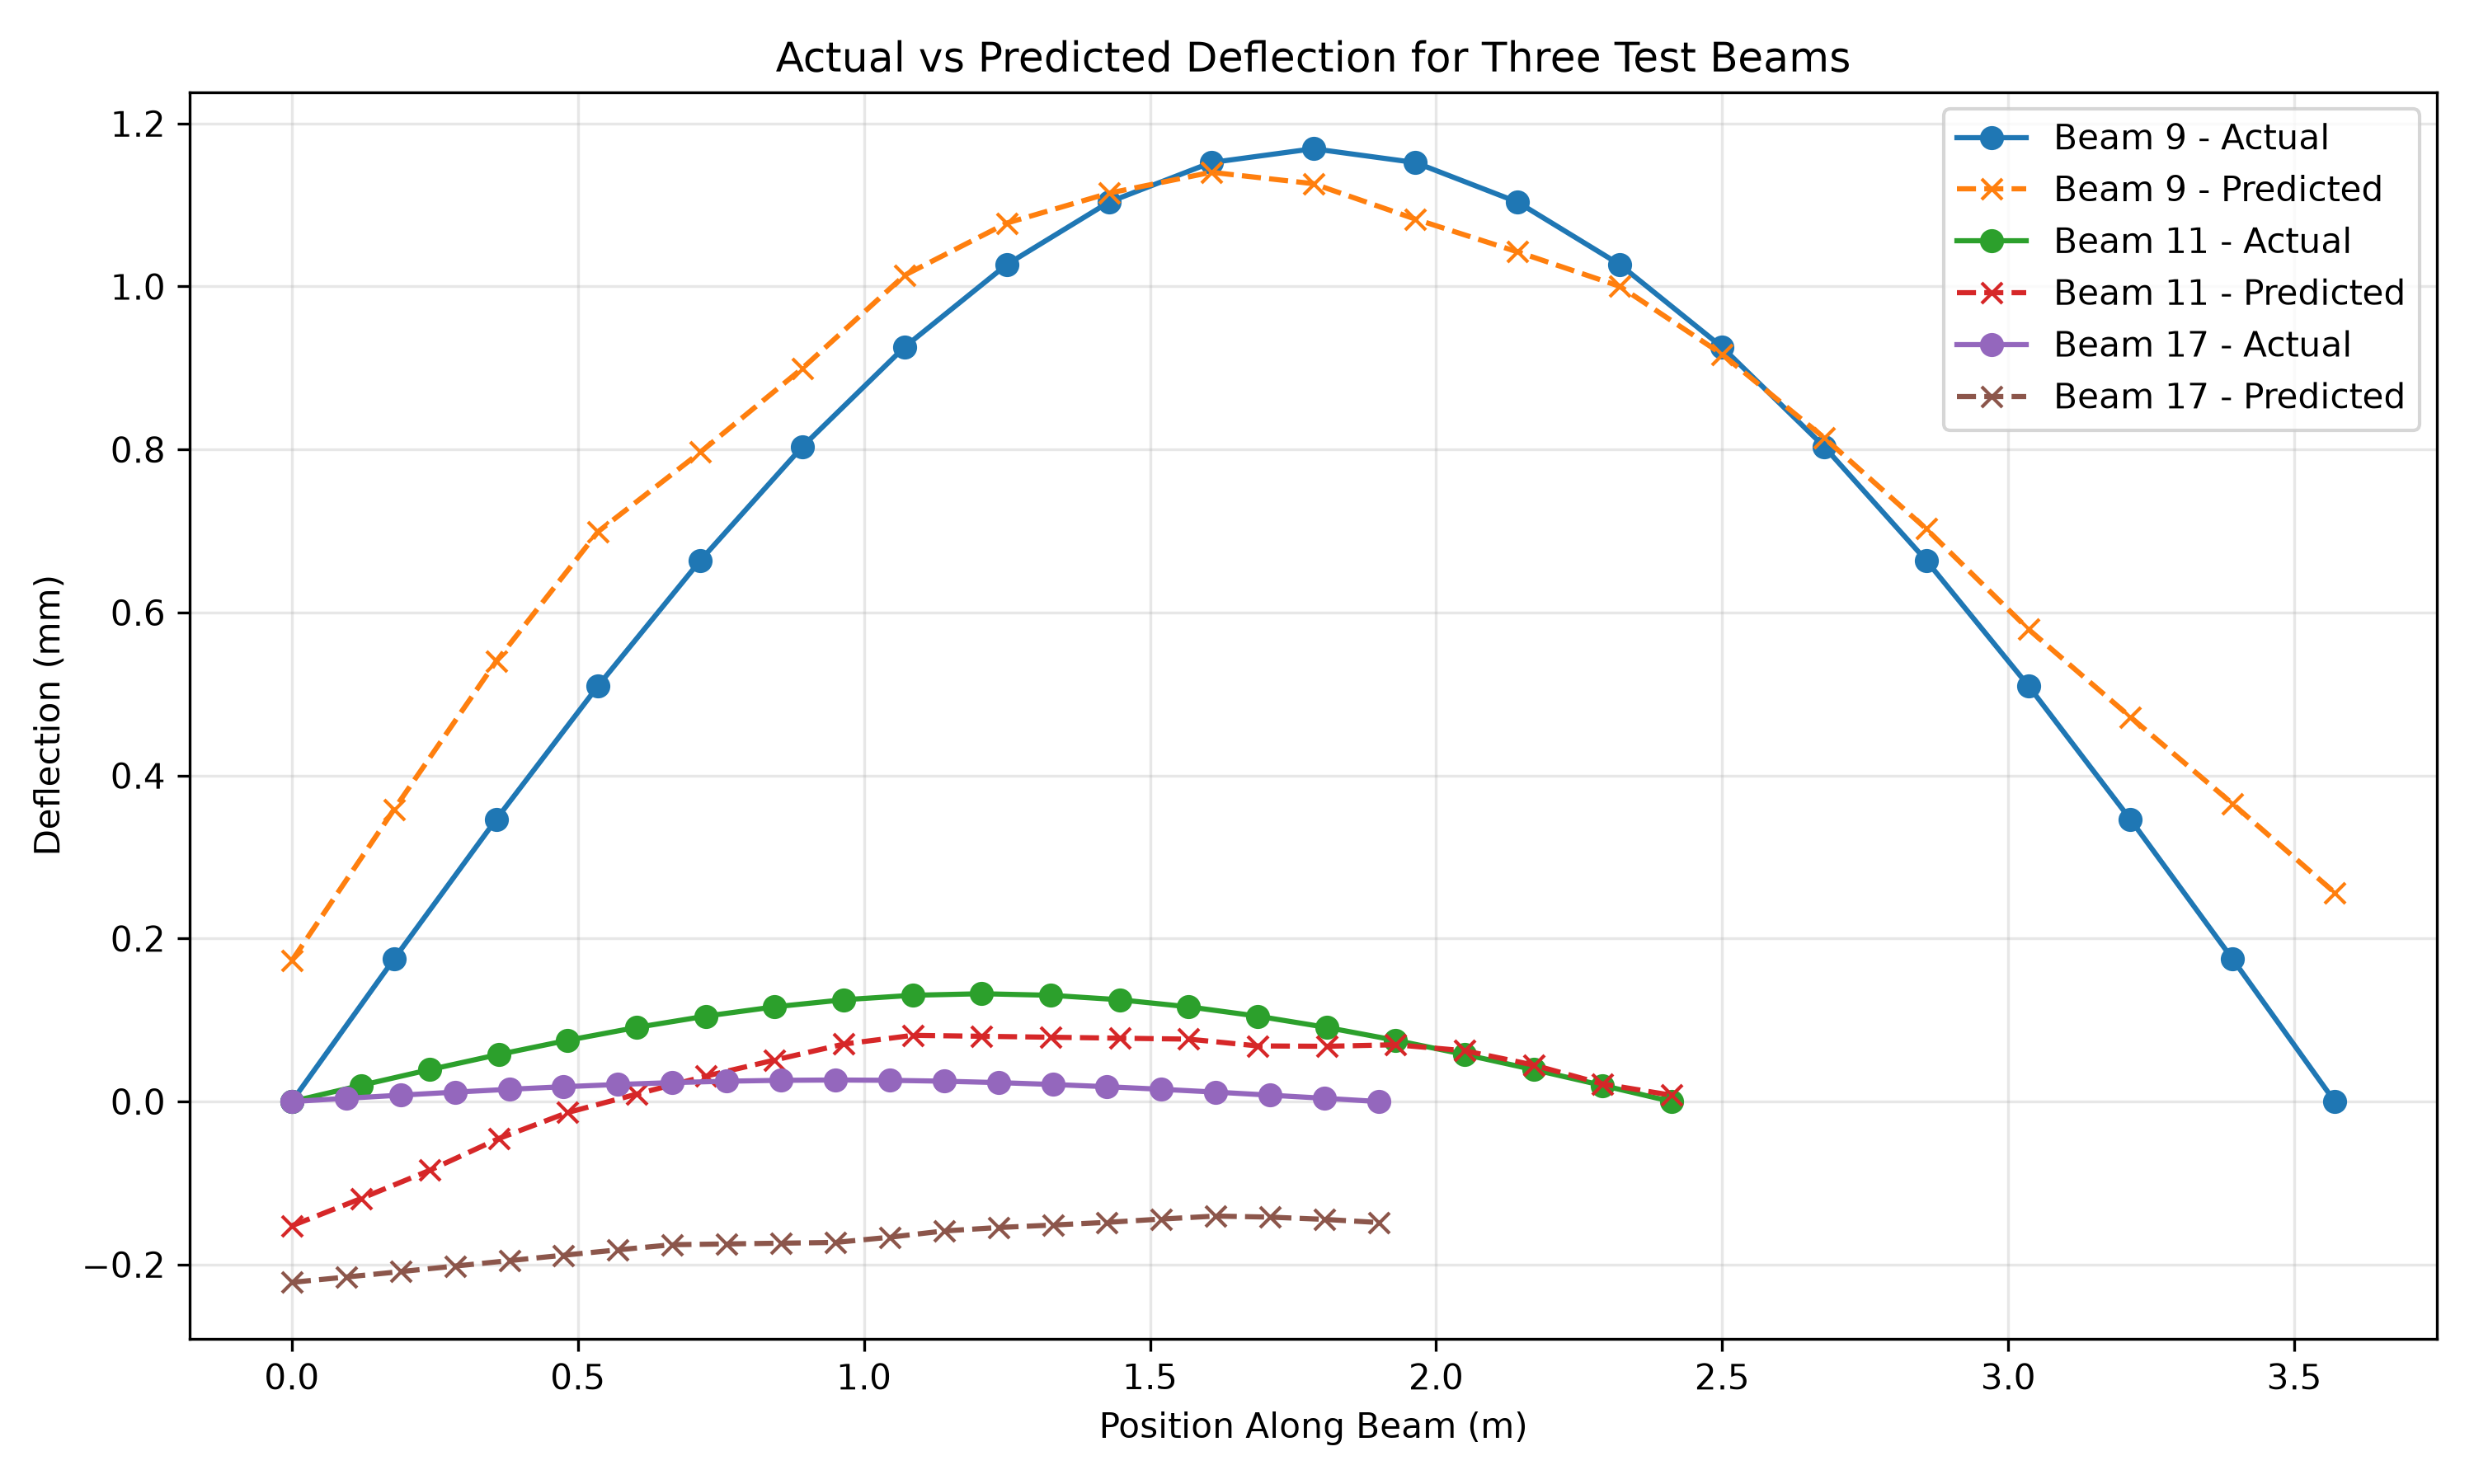 Actual vs Predicted Deflection for Three Test Beams
Deflection (mm)
1.2
1.0
0.8
0.6
0.4
0.2
0.0
−0.2
Beam 9 - Actual
Beam 9 - Predicted
Beam 11 - Actual
Beam 11 - Predicted
Beam 17 - Actual
Beam 17 - Predicted
0.0 0.5 1.0 1.5 2.0 2.5 3.0 3.5
Position Along Beam (m)